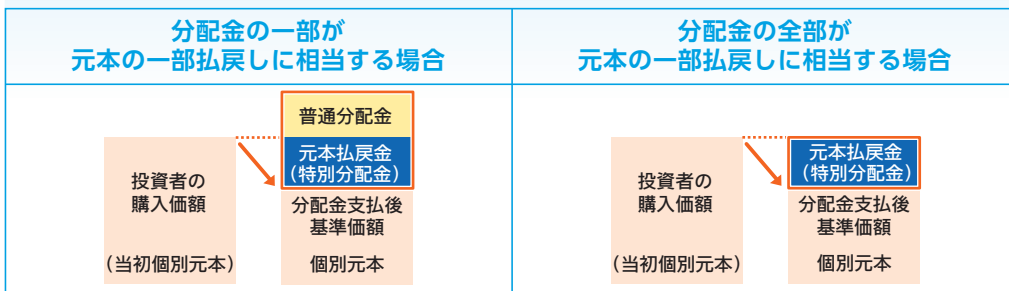 分配金の一部が
元本の一部払戻しに相当する場合
分配金の全部が
元本の一部払戻しに相当する場合
普通分配金
元本払戻金
（特別分配金）
投資者の
購入価額
（当初個別元本）
分配金支払後
基準価額
個別元本
元本払戻金
（特別分配金）
投資者の
購入価額
（当初個別元本）
分配金支払後
基準価額
個別元本